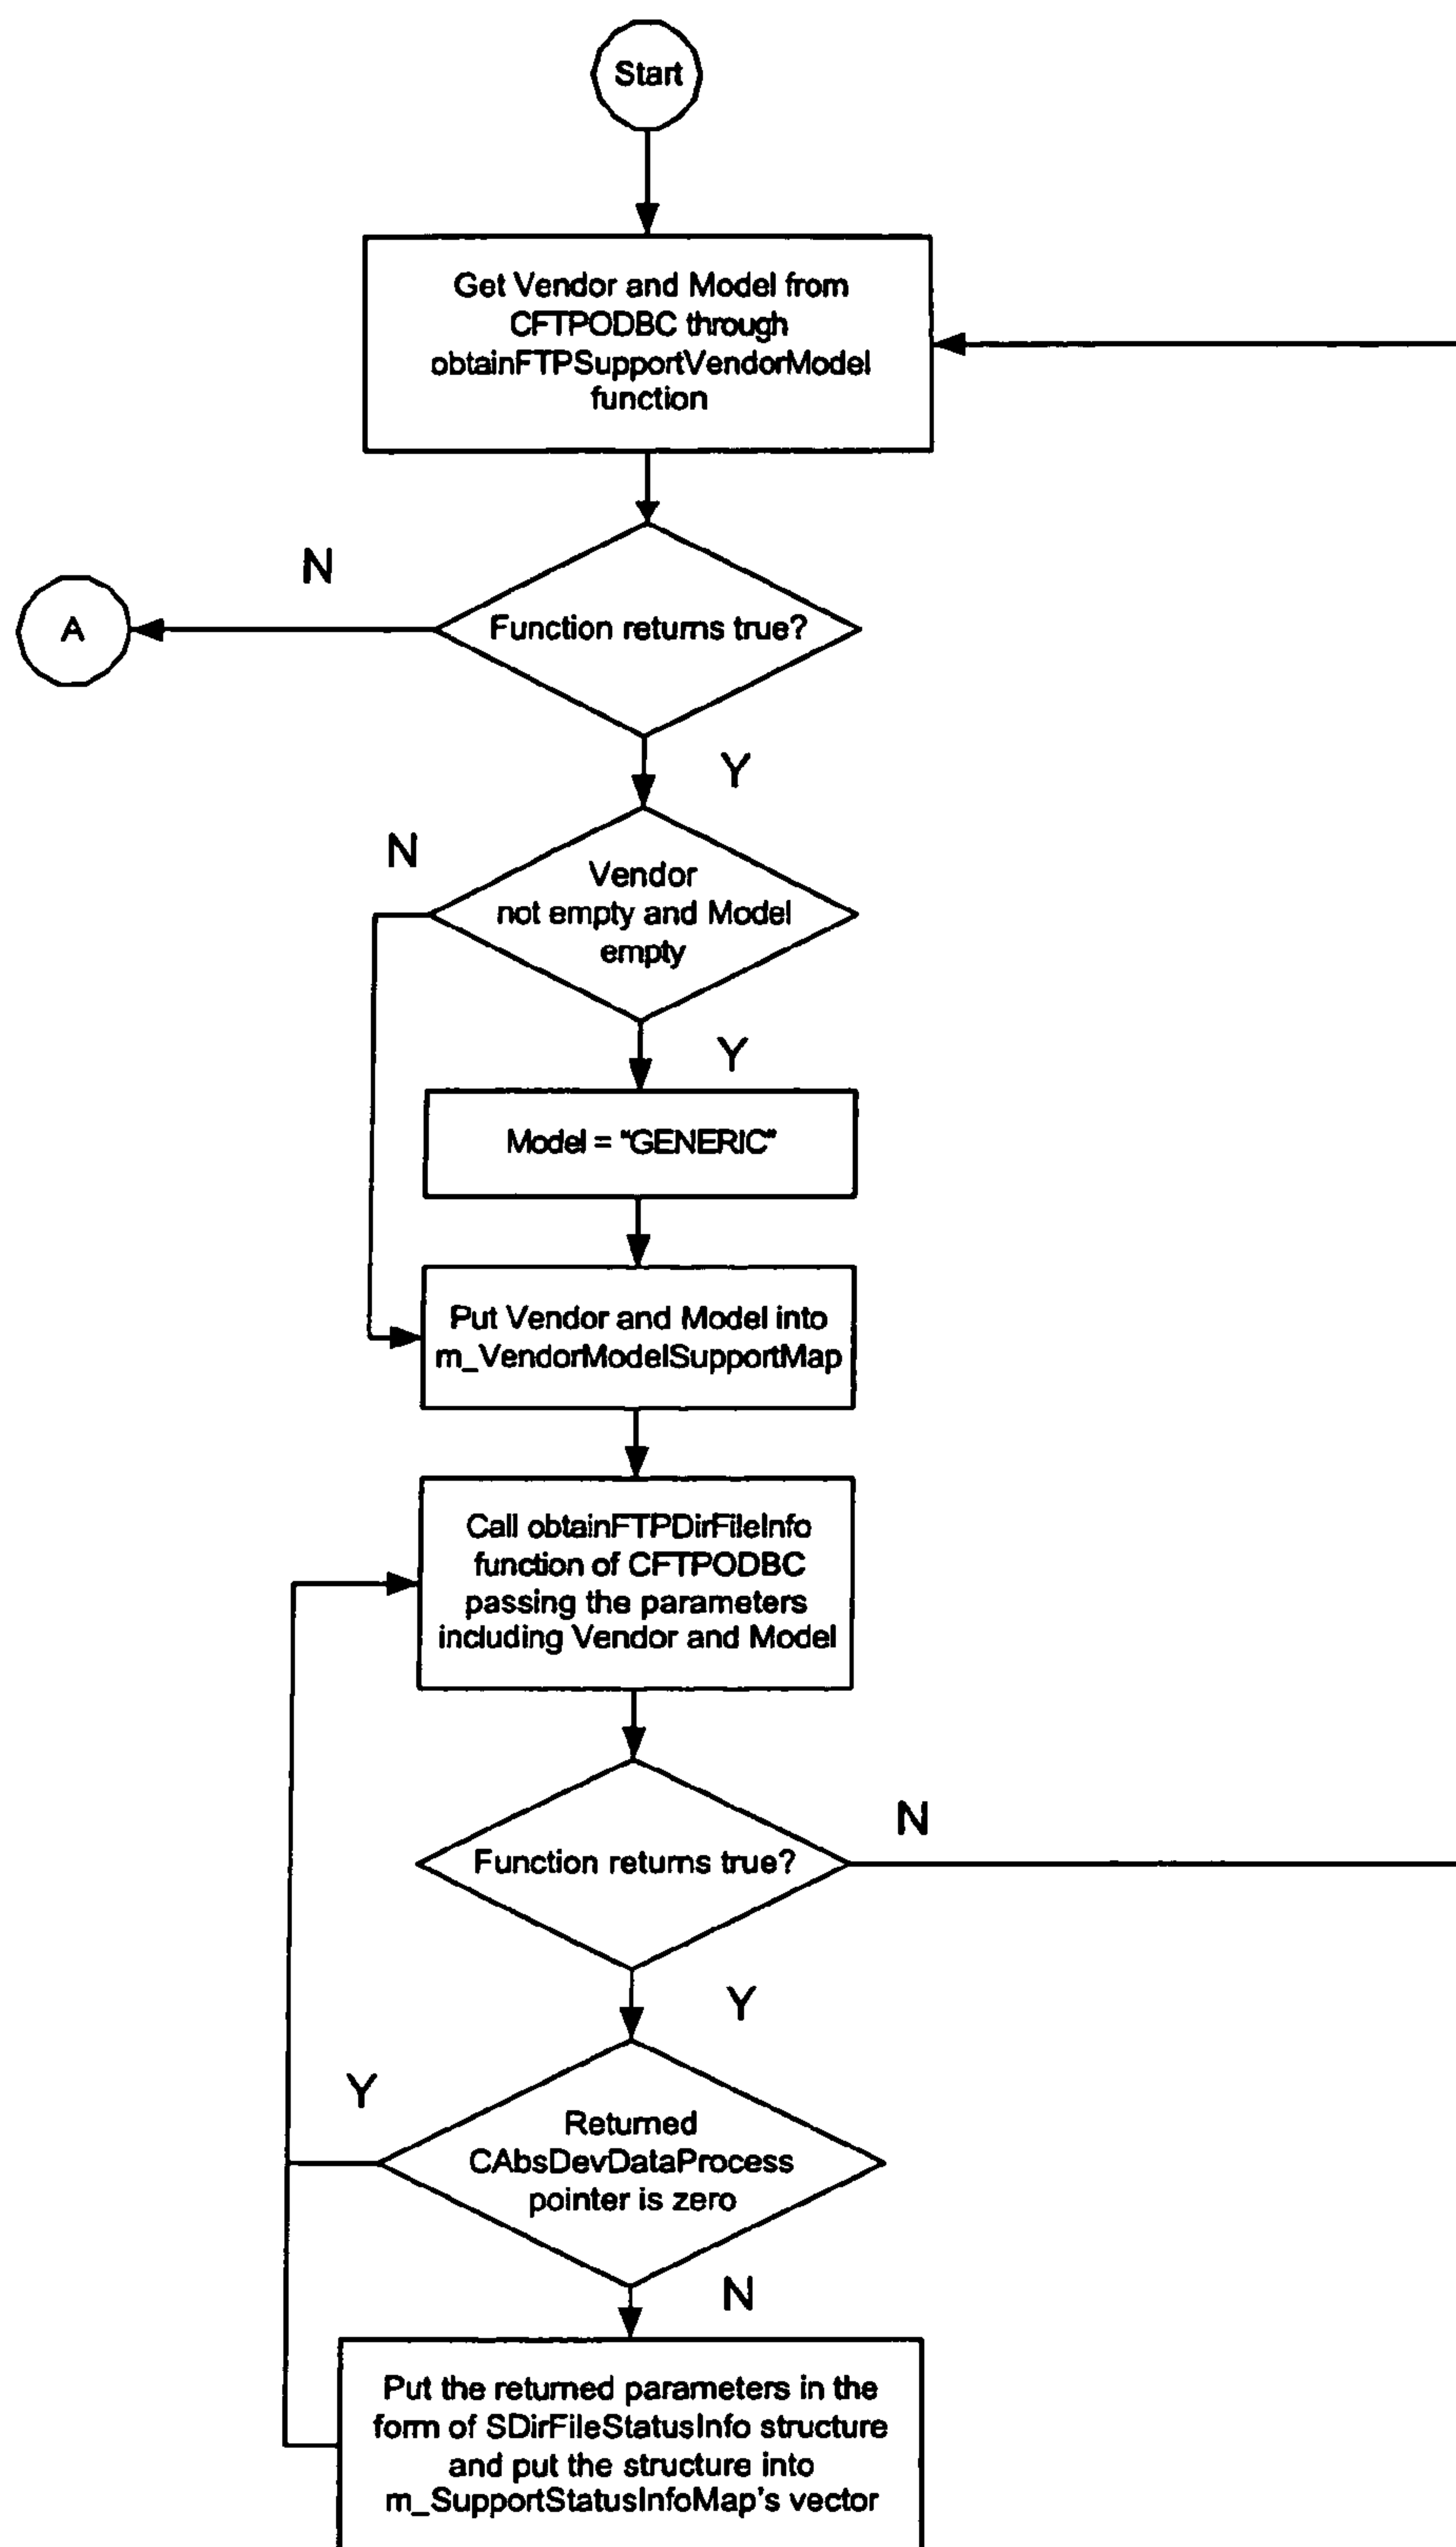 Start
Get Vendor and Model from
CFTPODBC through
obtainFTPSupportVendorModel
function
N
A
Function returns true?
Y
N
Vendor
not empty and Model
empty
Y
Model = "GENERIC"
Put Vendor and Model into
m_VendorModelSupportMap
Call obtainFTPDirFileInfo
function of CFTPODBC
passing the parameters
including Vendor and Model
N
Function returns true?
Y
Y
Returned
CAbsDevDataProcess
pointer is zero
N
Put the returned parameters in the
form of SDirFileStatusInfo structure
and put the structure into
m_SupportStatusInfoMap's vector